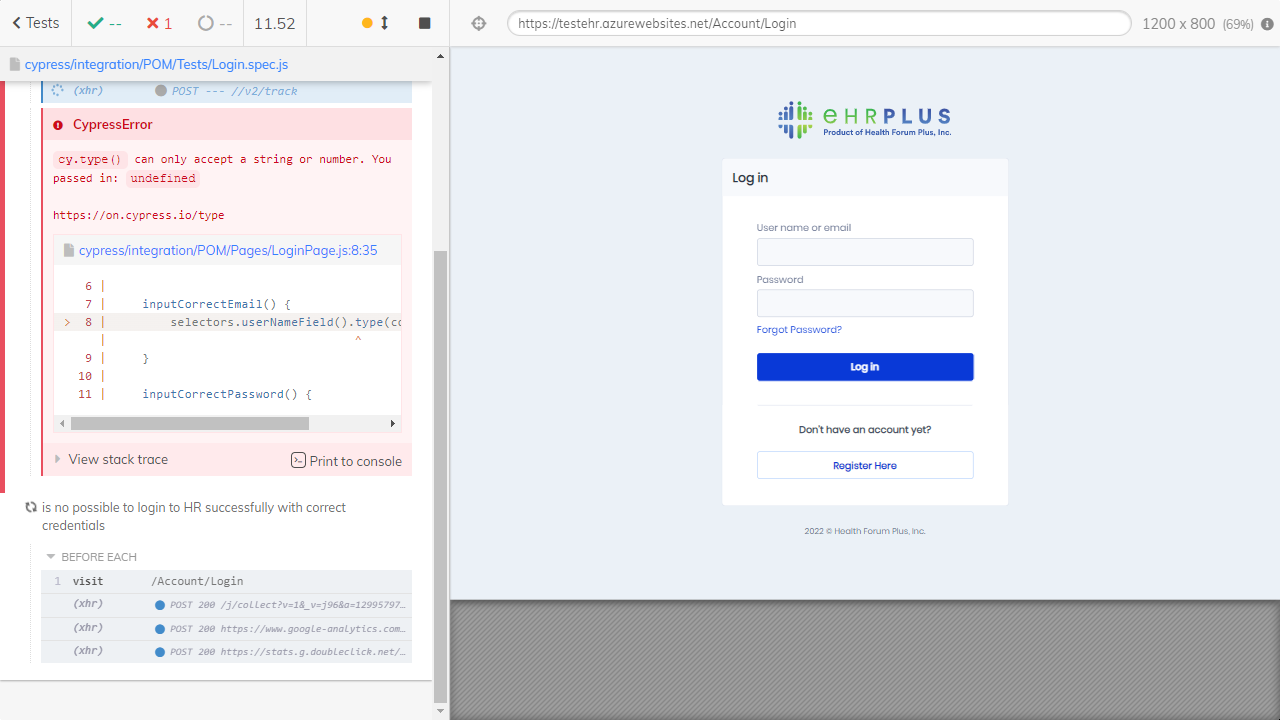 Tests
--
1
--
11.52
https://testehr.azurewebsites.net/Account/Login
1200 x 800 (69%)
cypress/integration/POM/Tests/Login.spec.js
(xhr) POST --- //v2/track
CypressError
cy.type() can only accept a string or number. You
passed in: undefined
https://on.cypress.io/type
cypress/integration/POM/Pages/LoginPage.js:8:35
6 |
7 | inputCorrectEmail() {
> 8 | selectors.userNameField().type(co
| ^
9 | }
10 |
11 | inputCorrectPassword() {
View stack trace
Print to console
is no possible to login to HR successfully with correct
credentials
BEFORE EACH
1 visit /Account/Login
(xhr) POST 200 /j/collect?v=1&_v=j96&a=12995797…
(xhr) POST 200 https://www.google-analytics.com…
(xhr) POST 200 https://stats.g.doubleclick.net/…
eHRPLUS
Product of Health Forum Plus, Inc.
Log in
User name or email
Password
Forgot Password?
Log in
Don't have an account yet?
Register Here
2022 © Health Forum Plus, Inc.